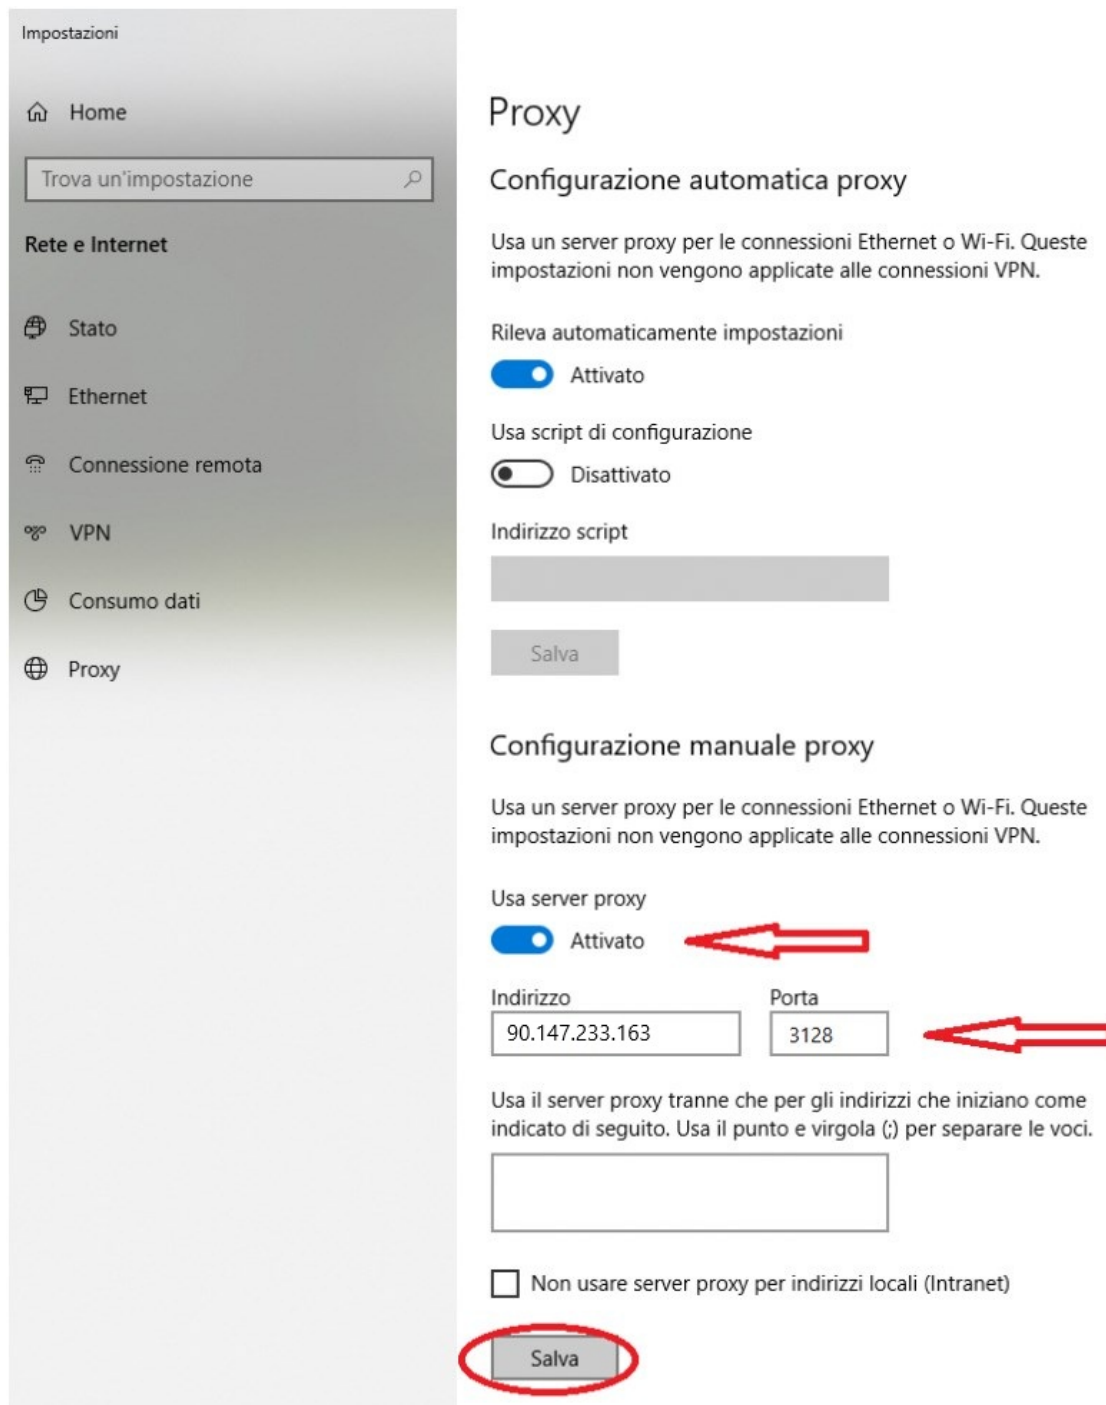 Impostazioni
Home
Trova un'impostazione
Rete e Internet
Stato
Ethernet
Connessione remota
VPN
Consumo dati
Proxy
Proxy
Configurazione automatica proxy
Usa un server proxy per le connessioni Ethernet o Wi-Fi. Queste
impostazioni non vengono applicate alle connessioni VPN.
Rileva automaticamente impostazioni
Attivato
Usa script di configurazione
Disattivato
Indirizzo script
Salva
Configurazione manuale proxy
Usa un server proxy per le connessioni Ethernet o Wi-Fi. Queste
impostazioni non vengono applicate alle connessioni VPN.
Usa server proxy
Attivato
Indirizzo Porta
90.147.233.163 3128
Usa il server proxy tranne che per gli indirizzi che iniziano come
indicato di seguito. Usa il punto e virgola (;) per separare le voci.
Non usare server proxy per indirizzi locali (Intranet)
Salva